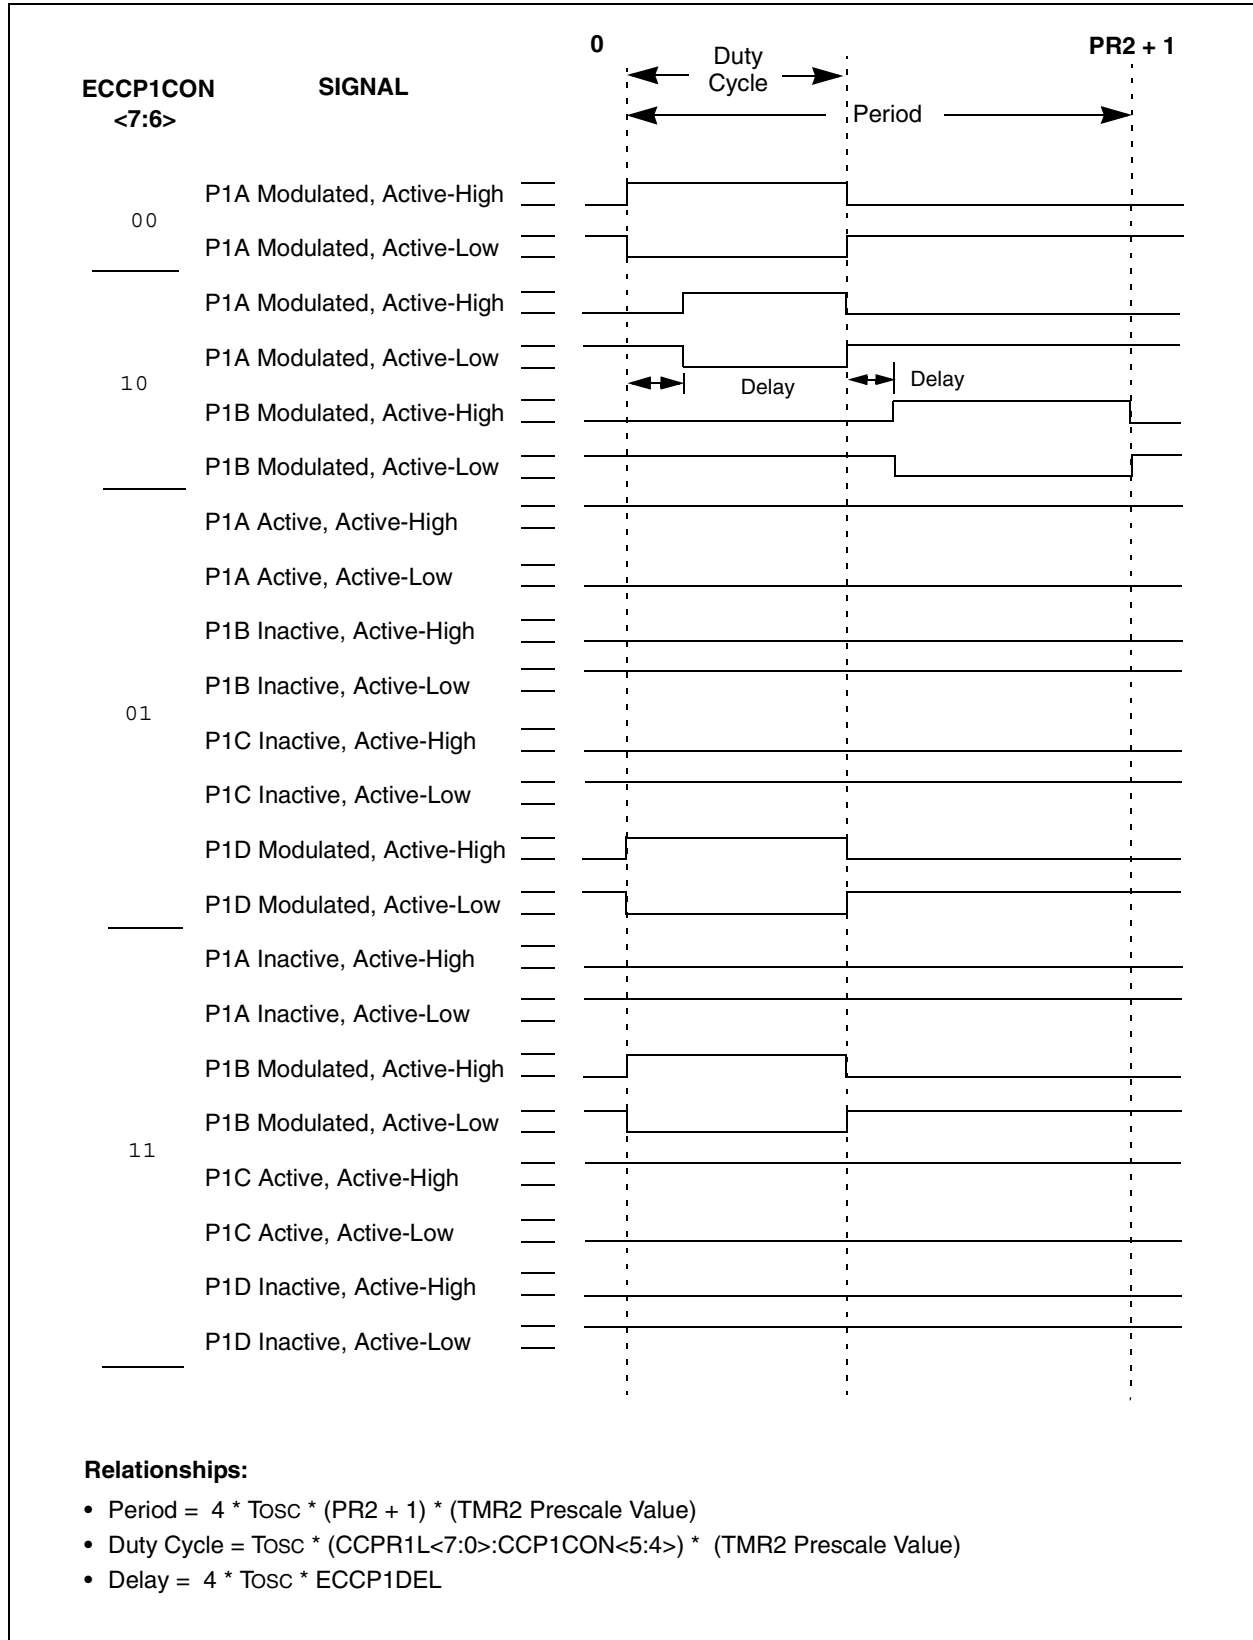 0
PR2 + 1
Duty
Cycle
ECCP1CON
<7:6>
SIGNAL
Period
P1A Modulated, Active-High
00
P1A Modulated, Active-Low
P1A Modulated, Active-High
P1A Modulated, Active-Low
10
Delay
Delay
P1B Modulated, Active-High
P1B Modulated, Active-Low
P1A Active, Active-High
P1A Active, Active-Low
P1B Inactive, Active-High
P1B Inactive, Active-Low
01
P1C Inactive, Active-High
P1C Inactive, Active-Low
P1D Modulated, Active-High
P1D Modulated, Active-Low
P1A Inactive, Active-High
P1A Inactive, Active-Low
P1B Modulated, Active-High
P1B Modulated, Active-Low
11
P1C Active, Active-High
P1C Active, Active-Low
P1D Inactive, Active-High
P1D Inactive, Active-Low
Relationships:
• Period = 4 * TOSC * (PR2 + 1) * (TMR2 Prescale Value)
• Duty Cycle = TOSC * (CCPR1L<7:0>:CCP1CON<5:4>) * (TMR2 Prescale Value)
• Delay = 4 * TOSC * ECCP1DEL